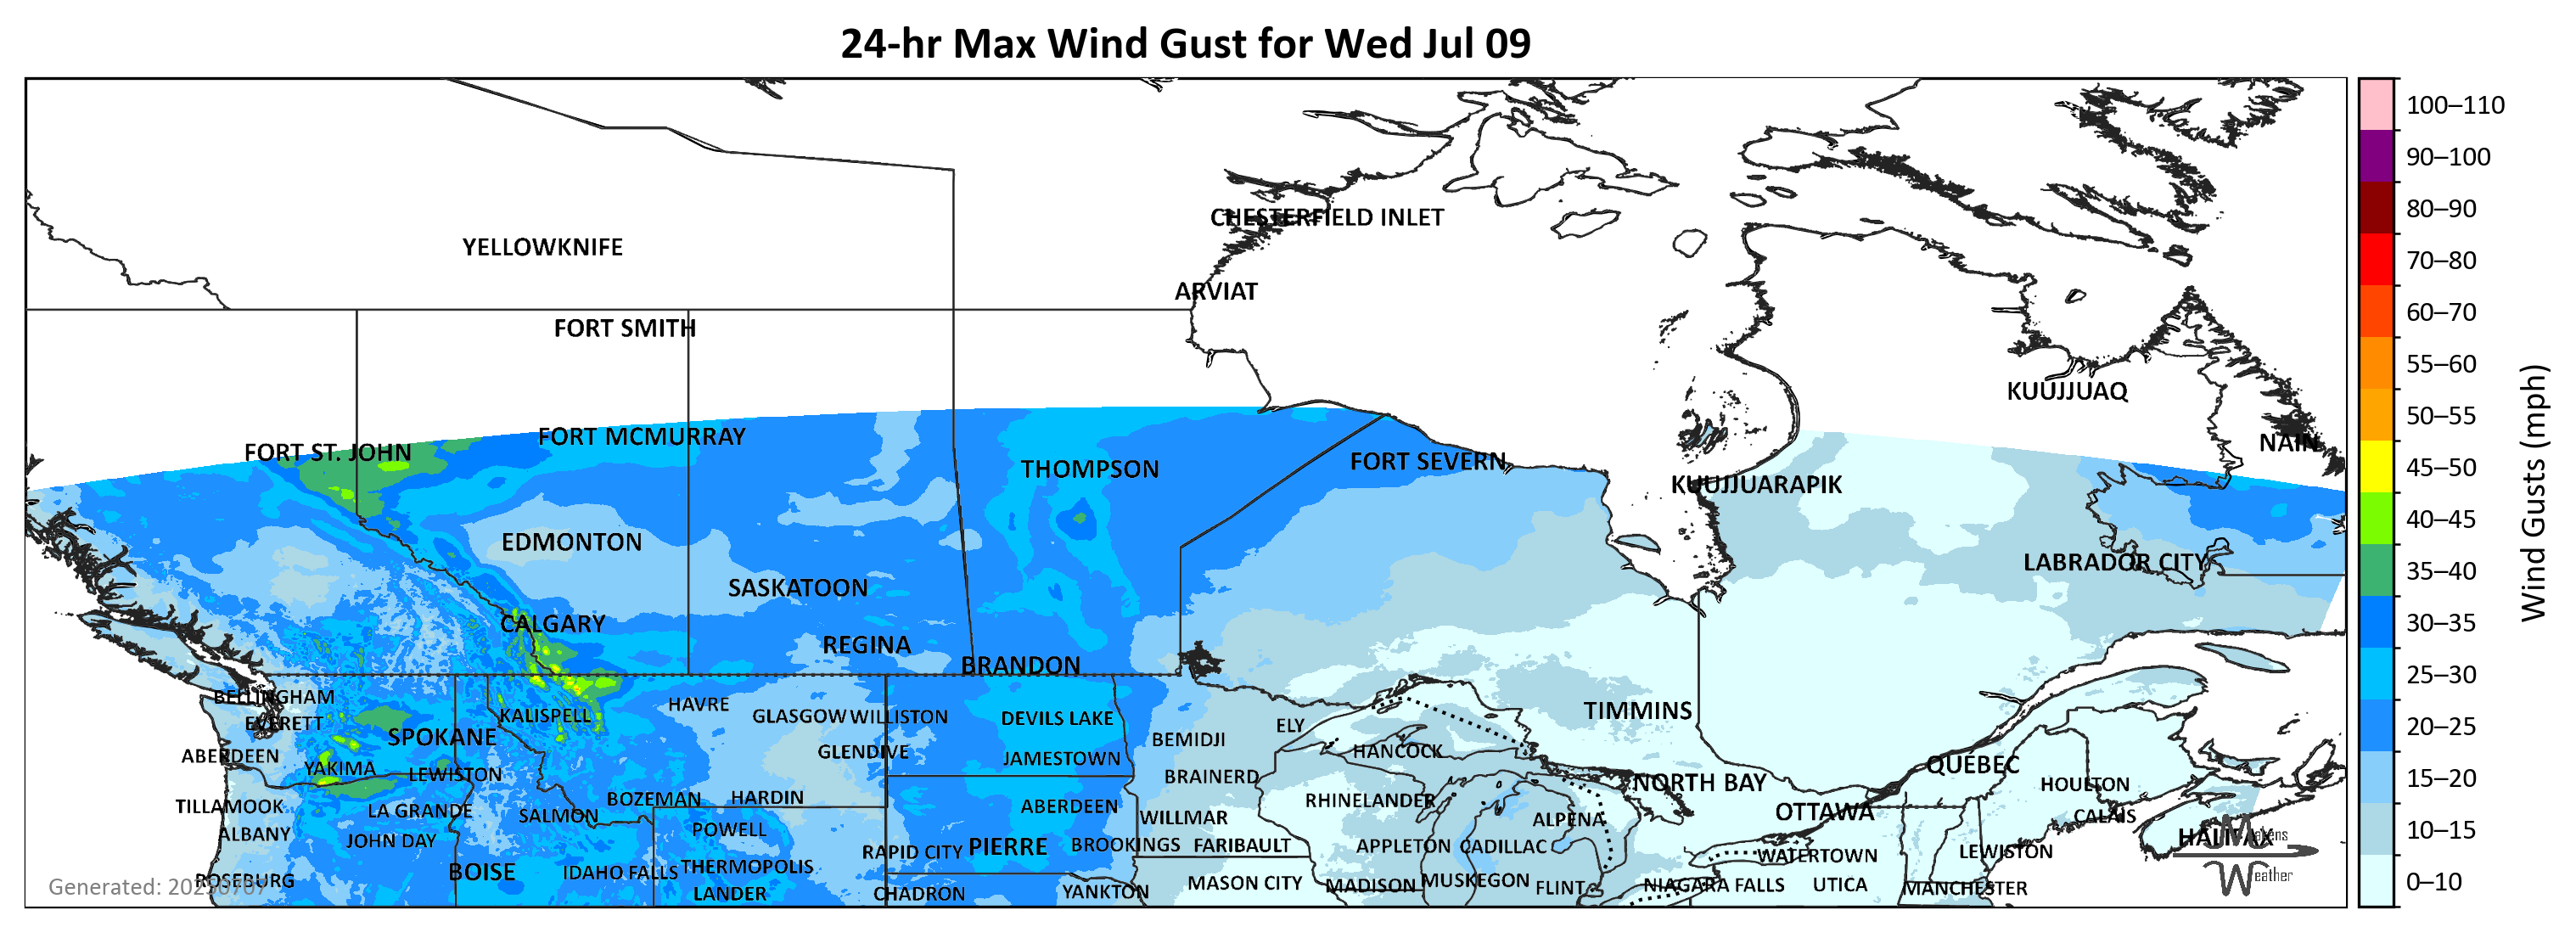 24-hr Max Wind Gust for Wed Jul 09
CHESTERFIELD INLET
YELLOWKNIFE
ARVIAT
FORT SMITH
KUUJJUAQ
FORT MCMURRAY
NAIN
FORT ST. JOHN
FORT SEVERN
THOMPSON
KUUJJUARAPIK
EDMONTON
LABRADOR CITY
SASKATOON
CALGARY
REGINA
BRANDON
BELLINGHAM
HAVRE
TIMMINS
KALISPELL
GLASGOW
WILLISTON
DEVILS LAKE
EVERETT
ELY
SPOKANE
BEMIDJI
HANCOCK
GLENDIVE
ABERDEEN
JAMESTOWN
QUÉBEC
YAKIMA
LEWISTON
BRAINERD
NORTH BAY
HOULTON
BOZEMAN
HARDIN
RHINELANDER
TILLAMOOK
ABERDEEN
LA GRANDE
SALMON
OTTAWA
CALAIS
WILLMAR
ALPENA
POWELL
ALBANY
HALIFAX
Makens
JOHN DAY
BROOKINGS
FARIBAULT
APPLETON
CADILLAC
PIERRE
RAPID CITY
LEWISTON
WATERTOWN
THERMOPOLIS
BOISE
IDAHO FALLS
Weather
ROSEBURG
MUSKEGON
MASON CITY
MADISON
NIAGARA FALLS
UTICA
FLINT
MANCHESTER
YANKTON
LANDER
CHADRON
100–110
90–100
80–90
70–80
60–70
55–60
50–55
45–50
40–45
35–40
30–35
25–30
20–25
15–20
10–15
0–10
Wind Gusts (mph)